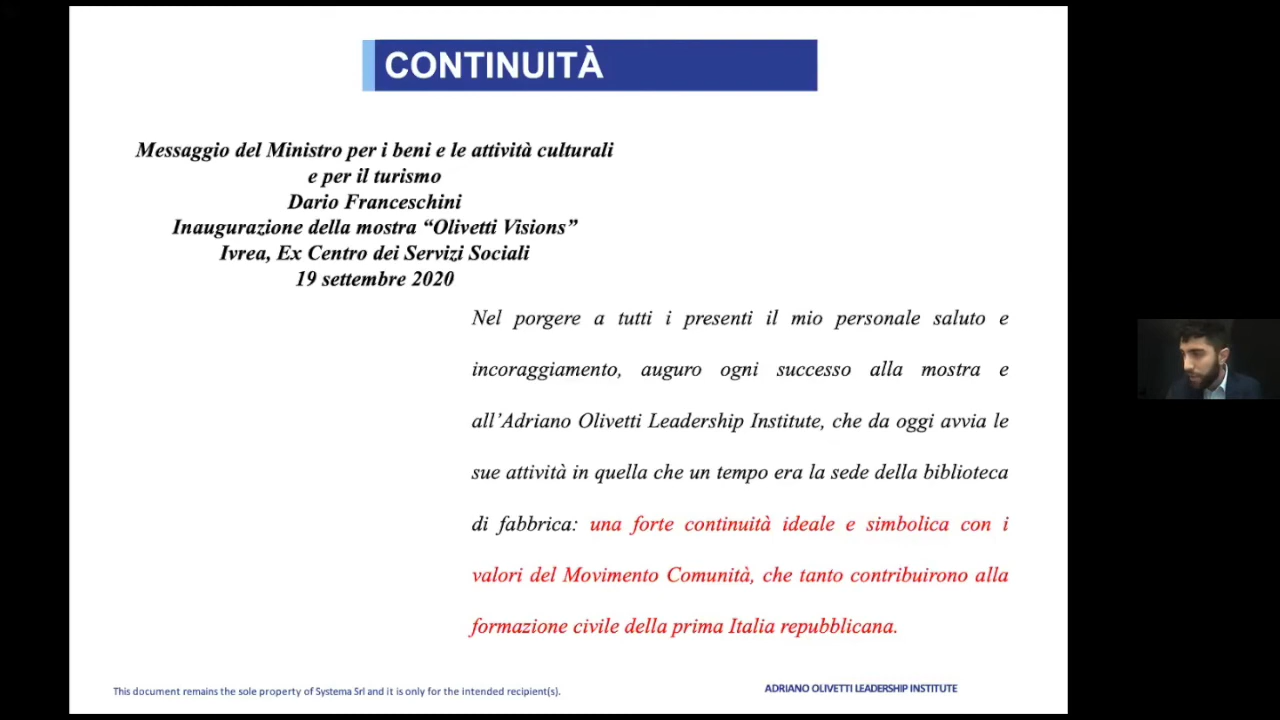 CONTINUITÀ
Messaggio del Ministro per i beni e le attività culturali
e per il turismo
Dario Franceschini
Inaugurazione della mostra “Olivetti Visions”
Ivrea, Ex Centro dei Servizi Sociali
19 settembre 2020
Nel porgere a tutti i presenti il mio personale saluto e
incoraggiamento, auguro ogni successo alla mostra e
all’Adriano Olivetti Leadership Institute, che da oggi avvia le
sue attività in quella che un tempo era la sede della biblioteca
di fabbrica: una forte continuità ideale e simbolica con i
valori del Movimento Comunità, che tanto contribuirono alla
formazione civile della prima Italia repubblicana.
This document remains the sole property of Systema Srl and it is only for the intended recipient(s).
ADRIANO OLIVETTI LEADERSHIP INSTITUTE